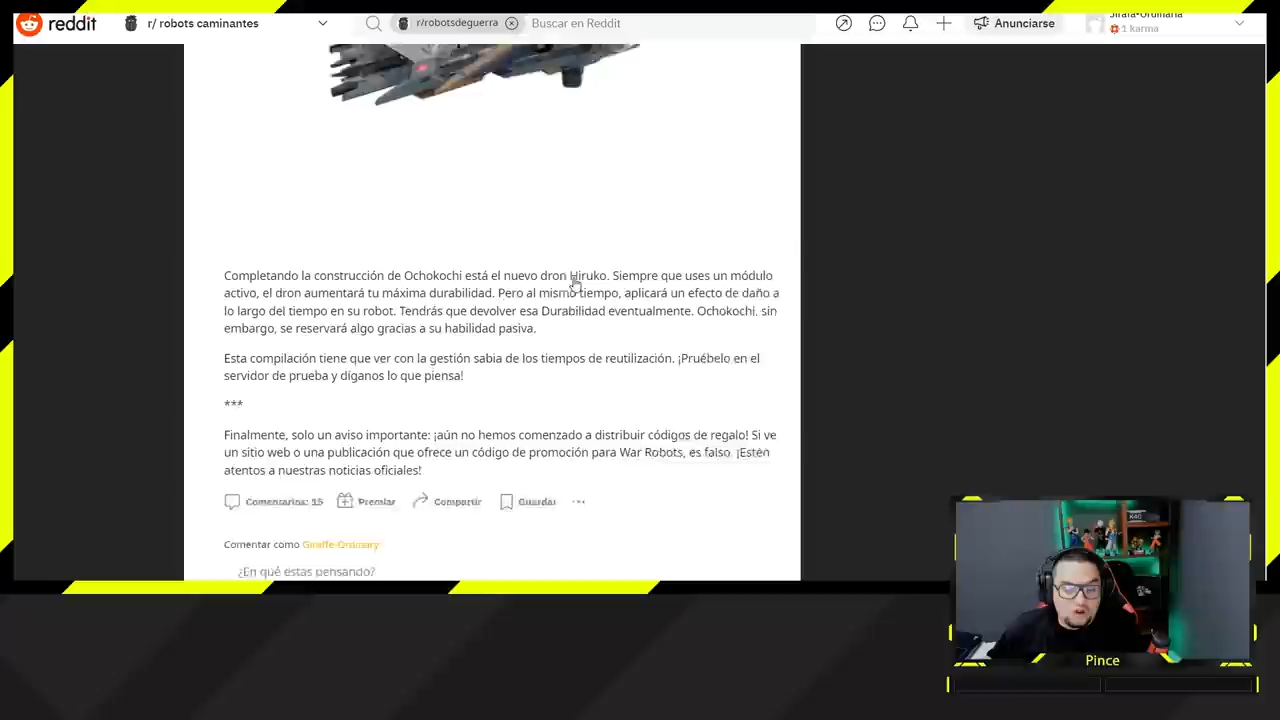 reddit
r/ robots caminantes
r/robotsdeguerra
Buscar en Reddit
Anunciarse
1 karma
Completando la construcción de Ochokochi está el nuevo dron Hiruko. Siempre que uses un módulo
activo, el dron aumentará tu máxima durabilidad. Pero al mismo tiempo, aplicará un efecto de daño a
lo largo del tiempo en su robot. Tendrás que devolver esa Durabilidad eventualmente. Ochokochi, sin
embargo, se reservará algo gracias a su habilidad pasiva.
Esta compilación tiene que ver con la gestión sabia de los tiempos de reutilización. ¡Pruébelo en el
servidor de prueba y díganos lo que piensa!
***
Finalmente, solo un aviso importante: ¡aún no hemos comenzado a distribuir códigos de regalo! Si ve
un sitio web o una publicación que ofrece un código de promoción para War Robots, es falso. ¡Estén
atentos a nuestras noticias oficiales!
Comentarios: 15
Premiar
Compartir
Guardar
Comentar como Giraffe-Ordinary
¿En qué estas pensando?
Pince